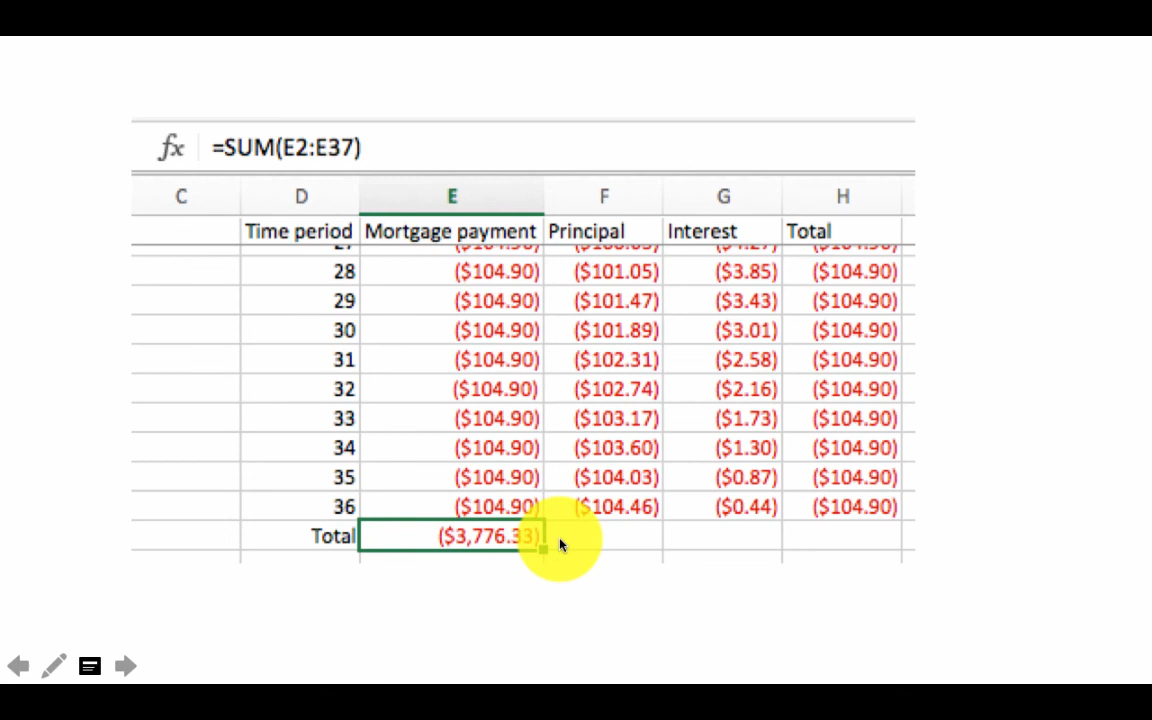 fx =SUM(E2:E37)
C D E F G H
Time period Mortgage payment Principal Interest Total
28 ($104.90) ($101.05) ($3.85) ($104.90)
29 ($104.90) ($101.47) ($3.43) ($104.90)
30 ($104.90) ($101.89) ($3.01) ($104.90)
31 ($104.90) ($102.31) ($2.58) ($104.90)
32 ($104.90) ($102.74) ($2.16) ($104.90)
33 ($104.90) ($103.17) ($1.73) ($104.90)
34 ($104.90) ($103.60) ($1.30) ($104.90)
35 ($104.90) ($104.03) ($0.87) ($104.90)
36 ($104.90) ($104.46) ($0.44) ($104.90)
Total ($3,776.33)